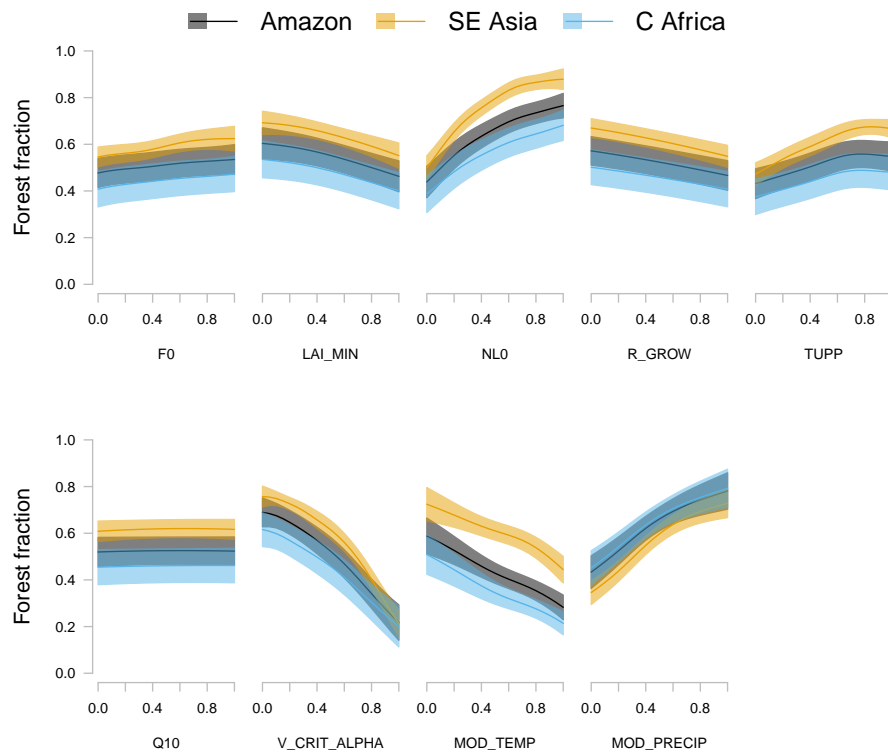 Amazon SE Asia C Africa
Forest fraction
1.0
0.8
0.6
0.4
0.2
0.0
0.0 0.4 0.8 0.0 0.4 0.8 0.0 0.4 0.8 0.0 0.4 0.8 0.0 0.4 0.8
F0 LAI_MIN NL0 R_GROW TUPP
Forest fraction
1.0
0.8
0.6
0.4
0.2
0.0
0.0 0.4 0.8 0.0 0.4 0.8 0.0 0.4 0.8 0.0 0.4 0.8
Q10 V_CRIT_ALPHA MOD_TEMP MOD_PRECIP